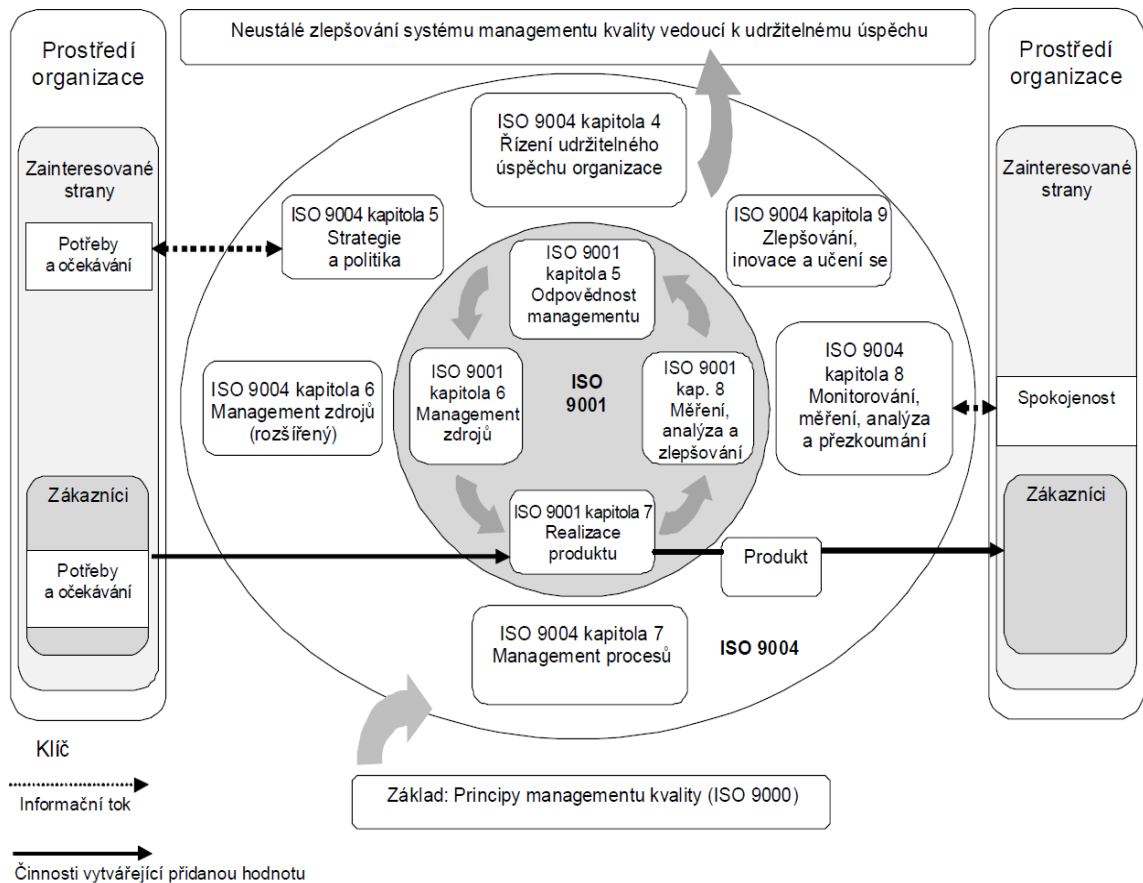 Neustálé zlepšování systému managementu kvality vedoucí k udržitelnému úspěchu
Prostředí
organizace
Zainteresované
strany
Potřeby
a očekávání
Zákazníci
Potřeby
a očekávání
ISO 9004 kapitola 4
Řízení udržitelného
úspěchu organizace
ISO 9004 kapitola 5
Strategie
a politika
ISO 9004 kapitola 9
Zlepšování,
inovace a učení se
ISO 9001
kapitola 5
Odpovědnost
managementu
ISO 9004 kapitola 6
Management zdrojů
(rozšířený)
ISO 9001
kapitola 6
Management
zdrojů
ISO
9001
ISO 9001
kap. 8
Měření,
analýza a
zlepšování
ISO 9004
kapitola 8
Monitorování,
měření, analýza
a přezkoumání
ISO 9001 kapitola 7
Realizace
produktu
Produkt
ISO 9004 kapitola 7
Management procesů
ISO 9004
Prostředí
organizace
Zainteresované
strany
Spokojenost
Zákazníci
Klíč
Informační tok
Činnosti vytvářející přidanou hodnotu
Základ: Principy managementu kvality (ISO 9000)